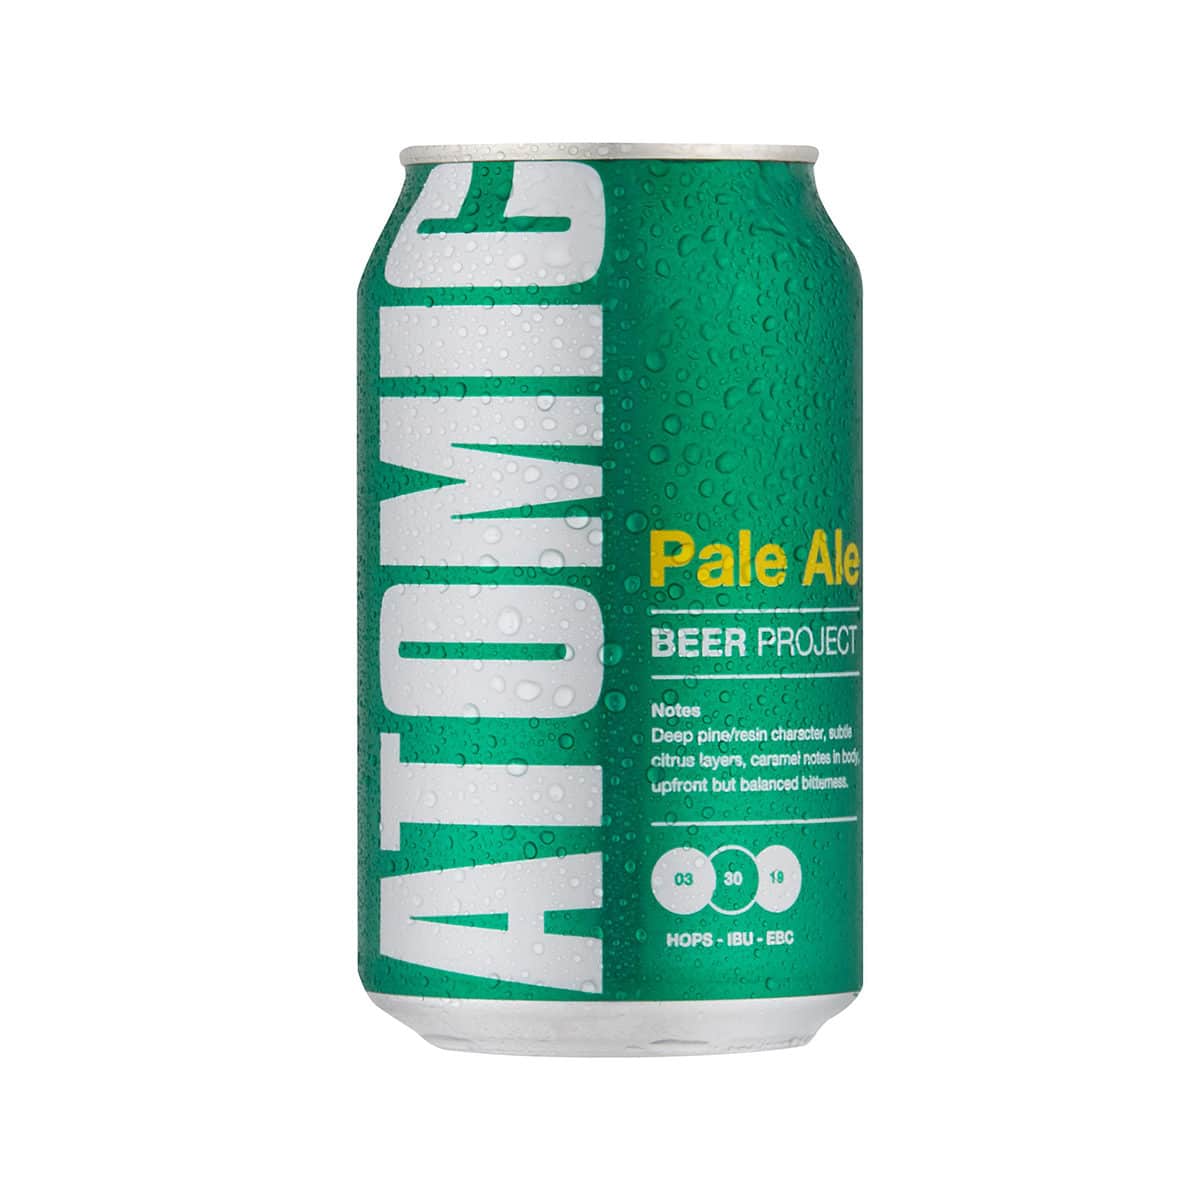 ATOMIC
Pale Ale
BEER PROJECT
Notes
Deep pine/resin character, subtle
citrus layers, caramel notes in body,
upfront but balanced bitterness.
03 30 19
HOPS - IBU - EBC